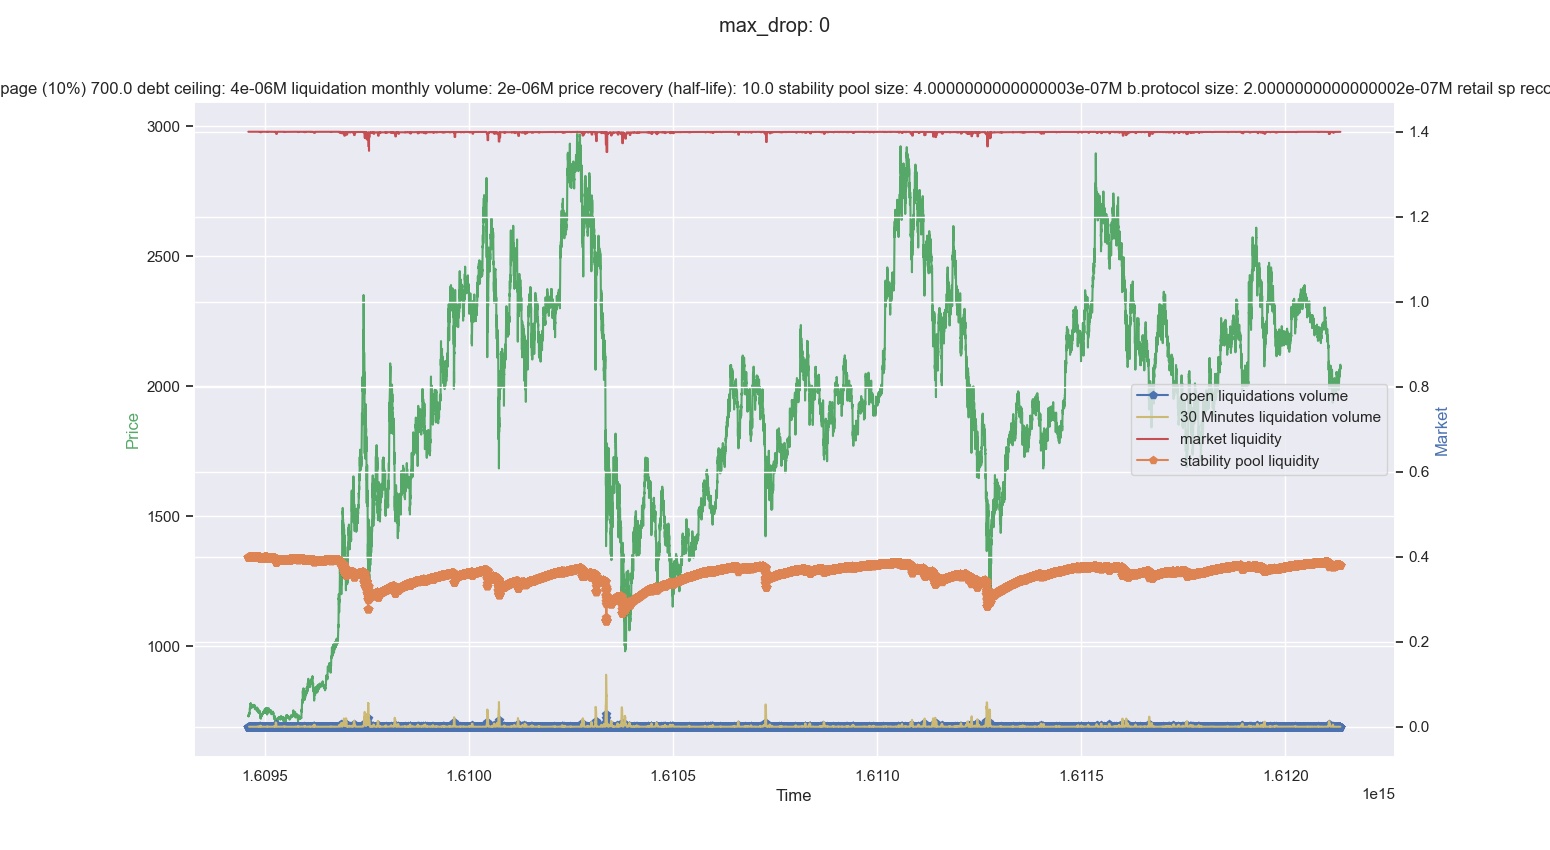 max_drop: 0
page (10%) 700.0 debt ceiling: 4e-06M liquidation monthly volume: 2e-06M price recovery (half-life): 10.0 stability pool size: 4.0000000000000003e-07M b.protocol size: 2.0000000000000002e-07M retail sp reco
3000
2500
2000
1500
1000
Price
1.4
1.2
1.0
0.8
0.6
0.4
0.2
0.0
Market
open liquidations volume
30 Minutes liquidation volume
market liquidity
stability pool liquidity
1.6095 1.6100 1.6105 1.6110 1.6115 1.6120
Time
1e15